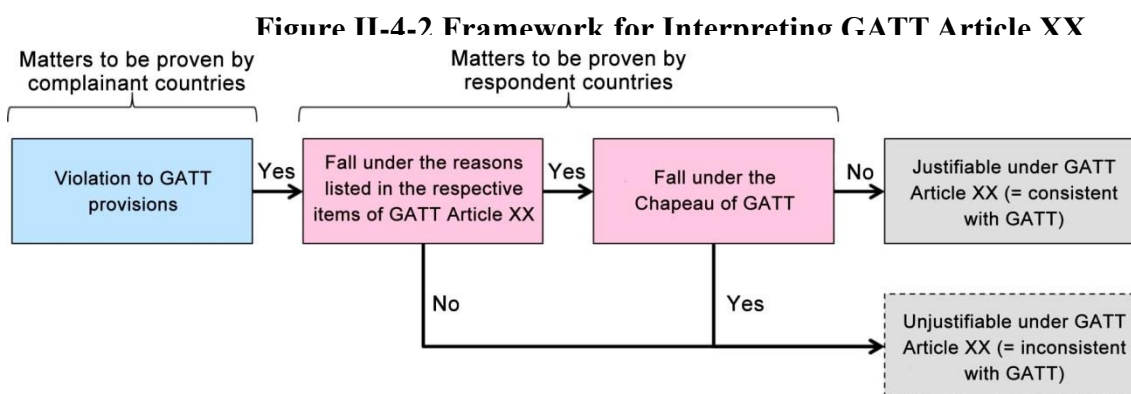 Figure II-4-2 Framework for Interpreting GATT Article XX
Matters to be proven by
complainant countries
Matters to be proven by
respondent countries
Violation to GATT
provisions
Yes
Fall under the reasons
listed in the respective
items of GATT Article XX
Yes
Fall under the
Chapeau of GATT
No
Justifiable under GATT
Article XX (= consistent
with GATT)
No
Yes
Unjustifiable under GATT
Article XX (= inconsistent
with GATT)